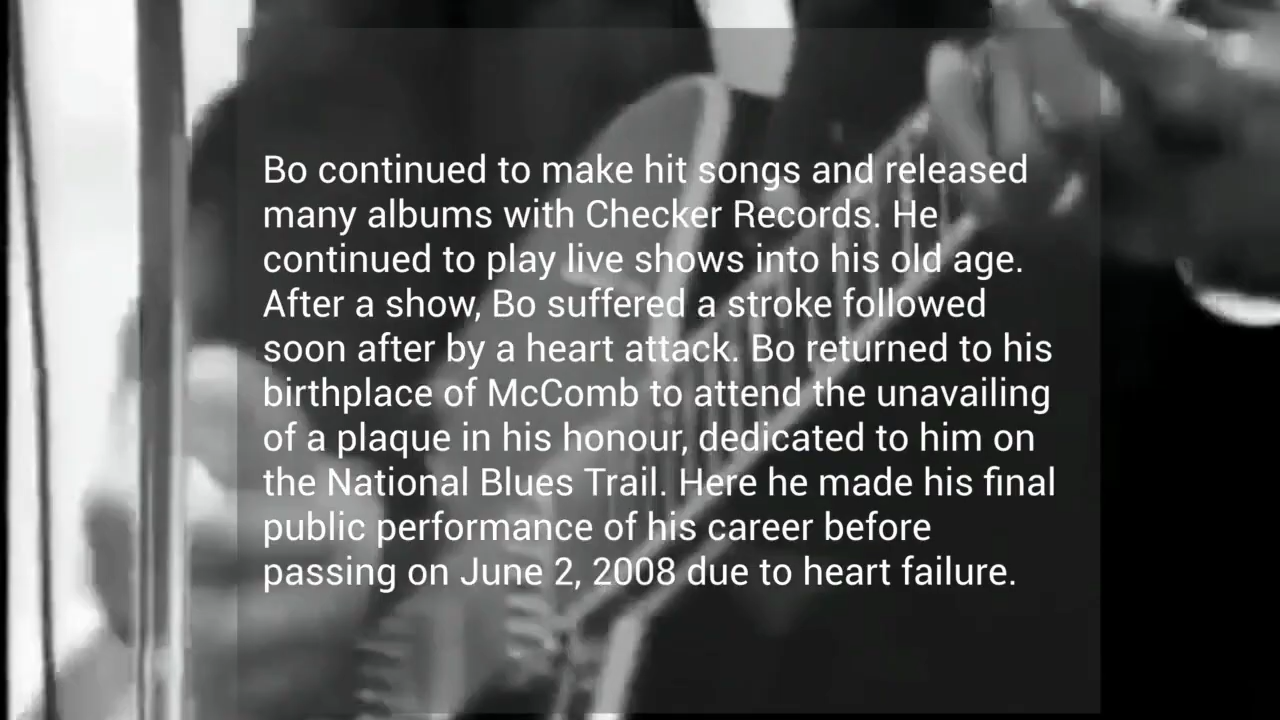 Bo continued to make hit songs and released
many albums with Checker Records. He
continued to play live shows into his old age.
After a show, Bo suffered a stroke followed
soon after by a heart attack. Bo returned to his
birthplace of McComb to attend the unavailing
of a plaque in his honour, dedicated to him on
the National Blues Trail. Here he made his final
public performance of his career before
passing on June 2, 2008 due to heart failure.